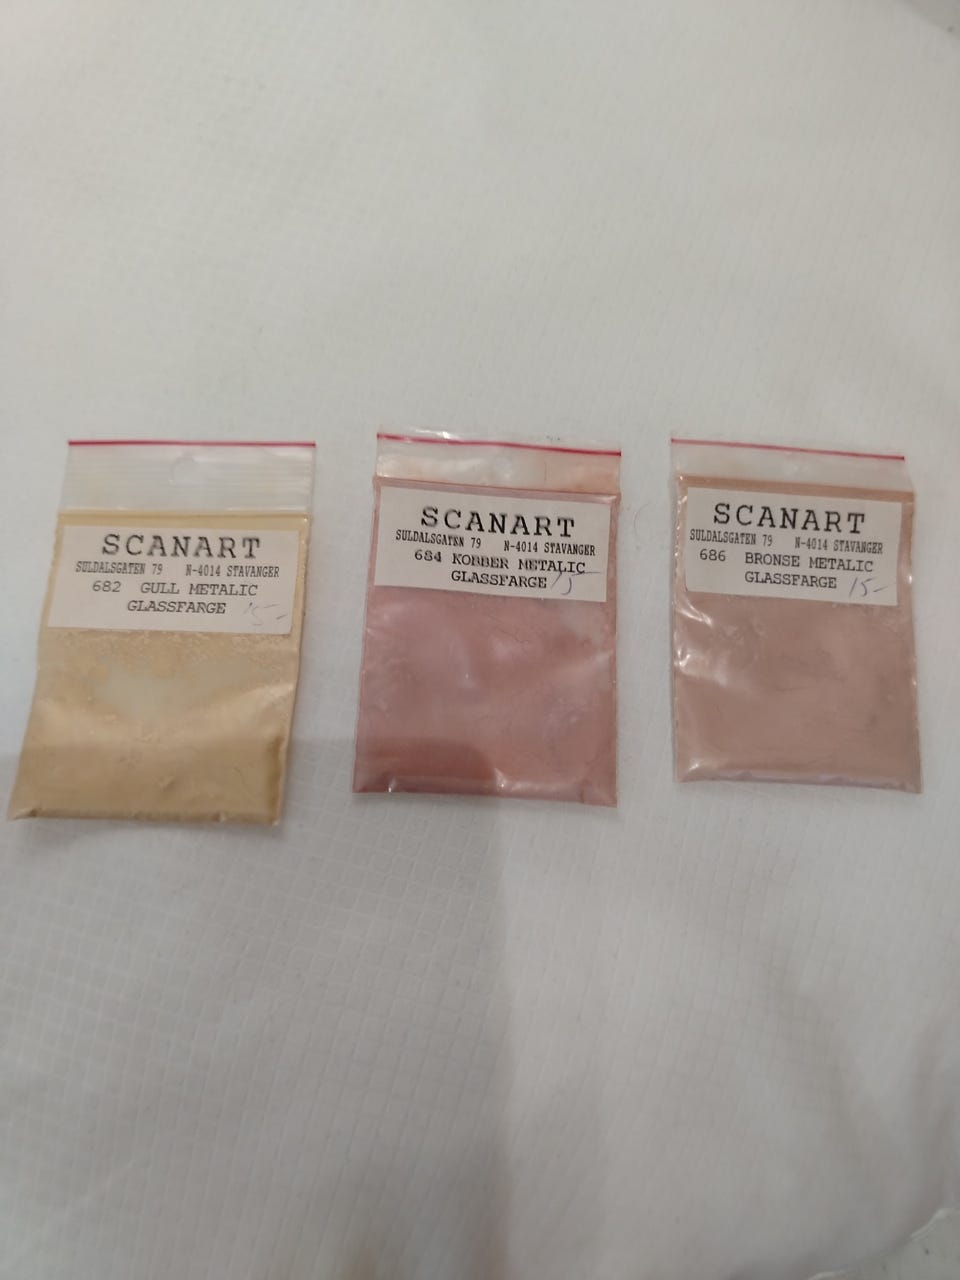 SCANART
SULDALSGATEN 79 N-4014 STAVANGER
682 GULL METALIC
GLASSFARGE 15-
SCANART
SULDALSGATEN 79 N-4014 STAVANGER
684 KOBBER METALIC
GLASSFARGE 15-
SCANART
SULDALSGATEN 79 N-4014 STAVANGER
686 BRONSE METALIC
GLASSFARGE 15-